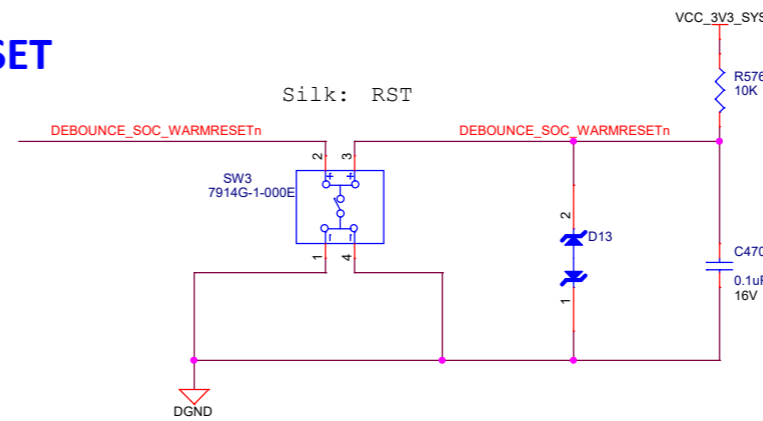 VCC_3V3_SYS
SET
R576
10K
Silk: RST
DEBOUNCE_SOC_WARMRESETn
DEBOUNCE_SOC_WARMRESETn
2
3
SW3
7914G-1-000E
2
D13
C470
0.1uF
16V
1
4
1
DGND